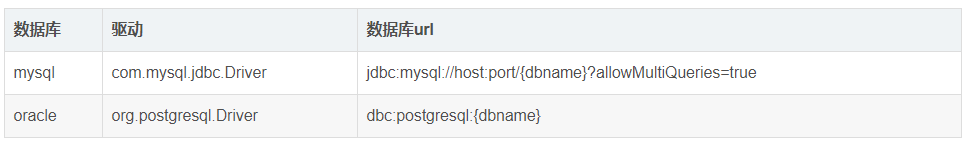 数据库 驱动 数据库url
mysql com.mysql.jdbc.Driver jdbc:mysql://host:port/{dbname}?allowMultiQueries=true
oracle org.postgresql.Driver dbc:postgresql:{dbname}